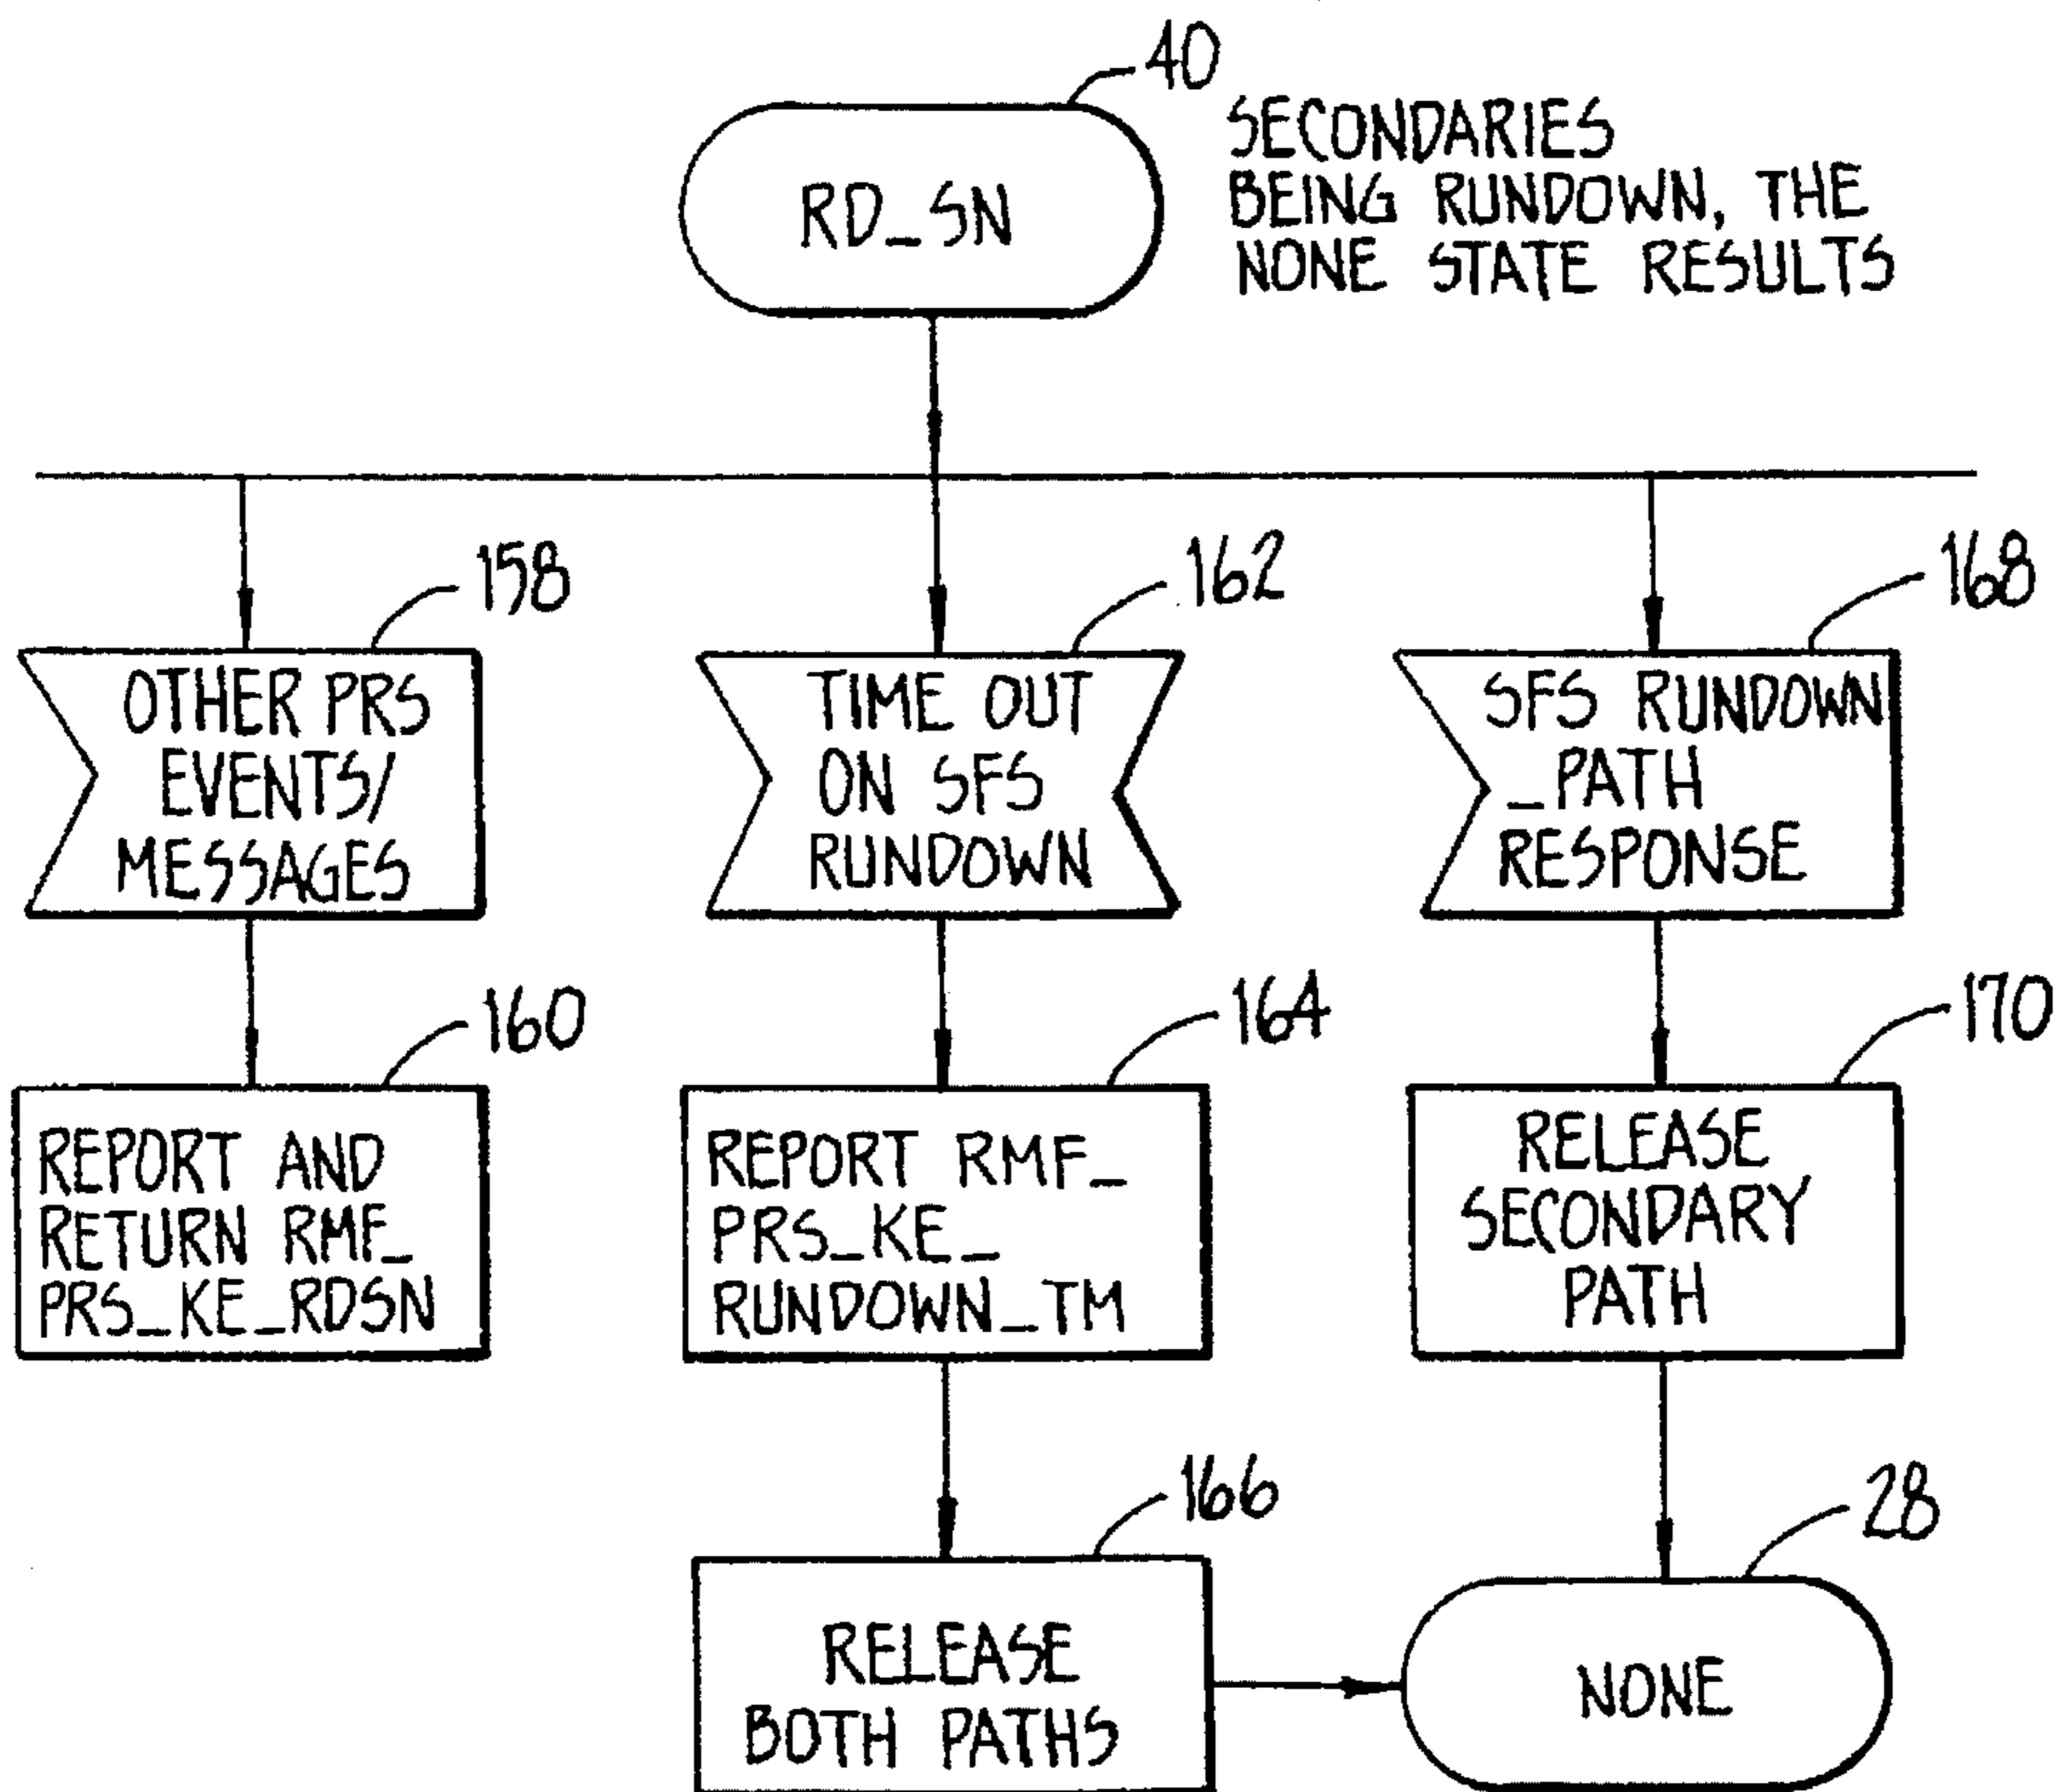 40
RD_SN
SECONDARIES
BEING RUNDOWN, THE
NONE STATE RESULTS
158
OTHER PRS
EVENTS/
MESSAGES
162
TIME OUT
ON SFS
RUNDOWN
168
SFS RUNDOWN
_PATH
RESPONSE
160
REPORT AND
RETURN RMF_
PRS_KE_RDSN
164
REPORT RMF_
PRS_KE_
RUNDOWN_TM
170
RELEASE
SECONDARY
PATH
166
RELEASE
BOTH PATHS
28
NONE